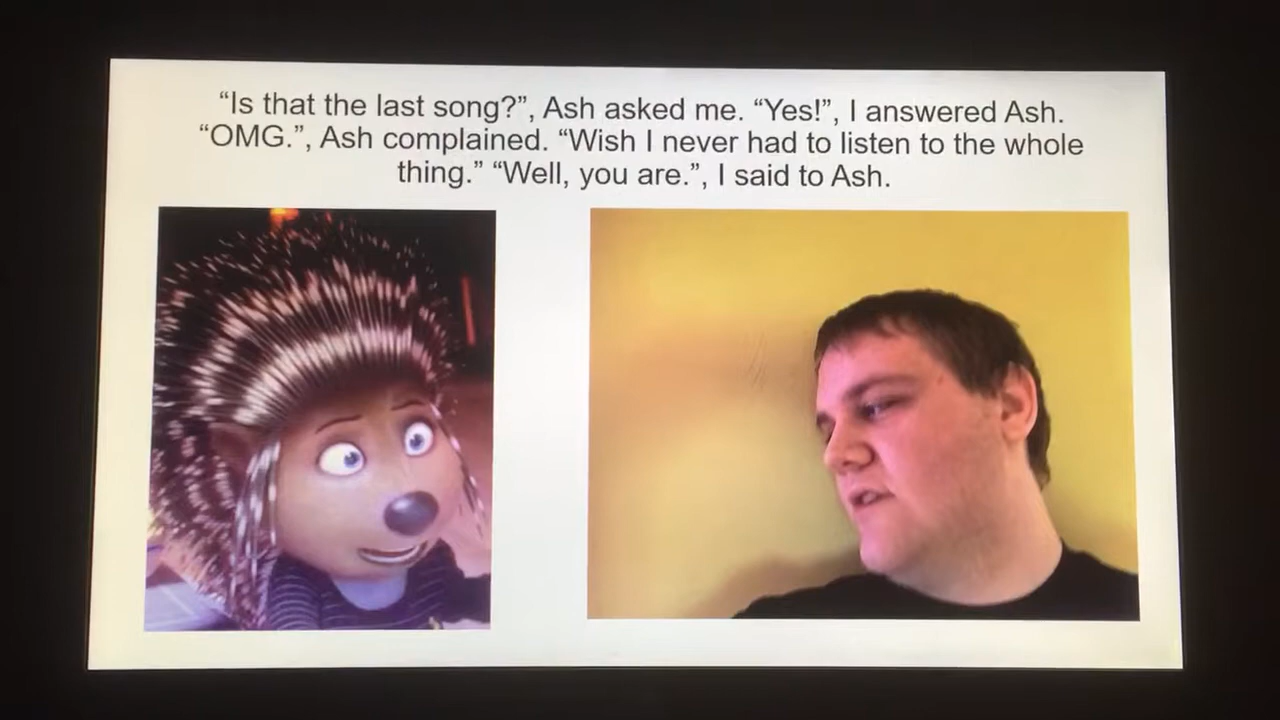 “Is that the last song?”, Ash asked me. “Yes!”, I answered Ash.
“OMG.”, Ash complained. “Wish I never had to listen to the whole
thing.” “Well, you are.”, I said to Ash.